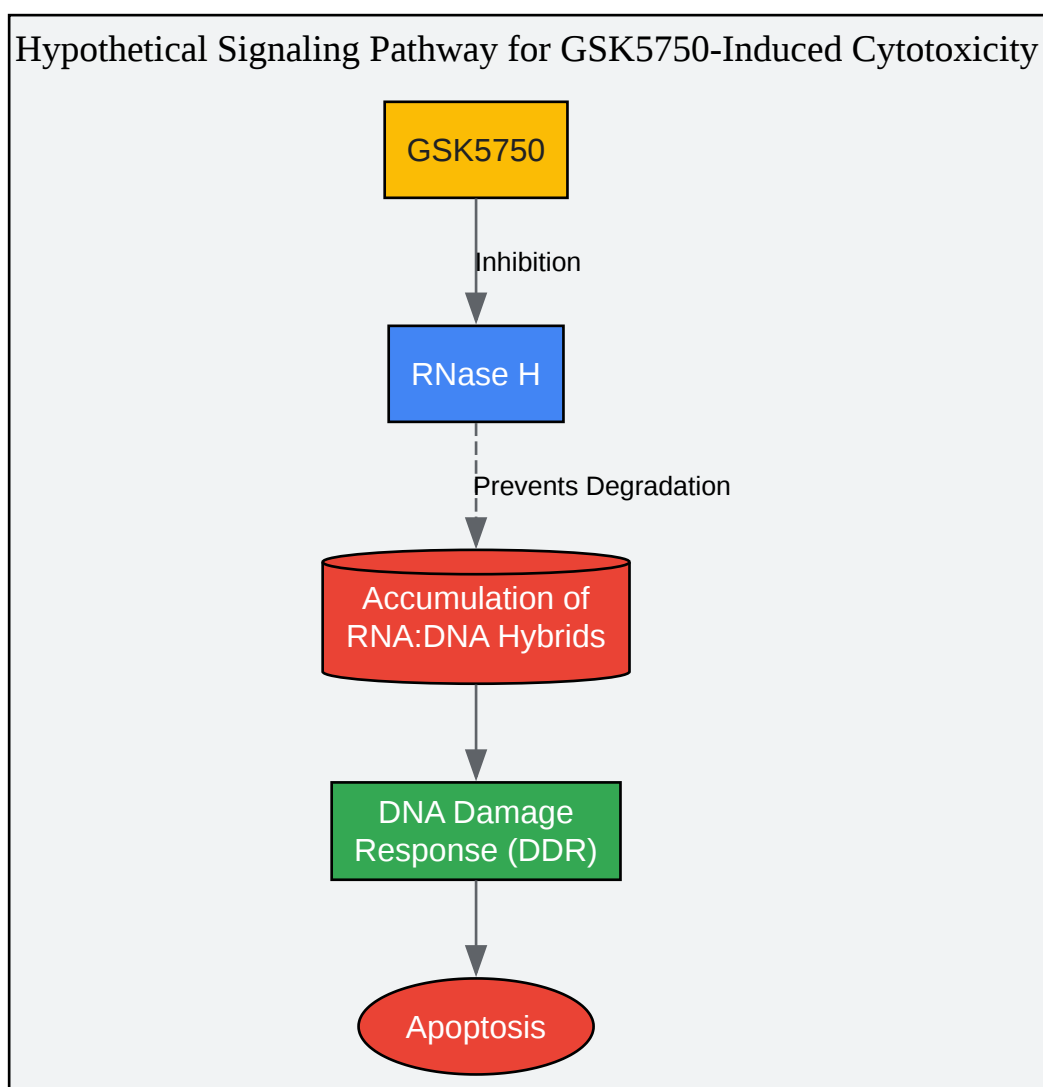 Hypothetical Signaling Pathway for GSK5750-Induced Cytotoxicity
GSK5750
Inhibition
RNase H
Prevents Degradation
Accumulation of
RNA:DNA Hybrids
DNA Damage
Response (DDR)
Apoptosis